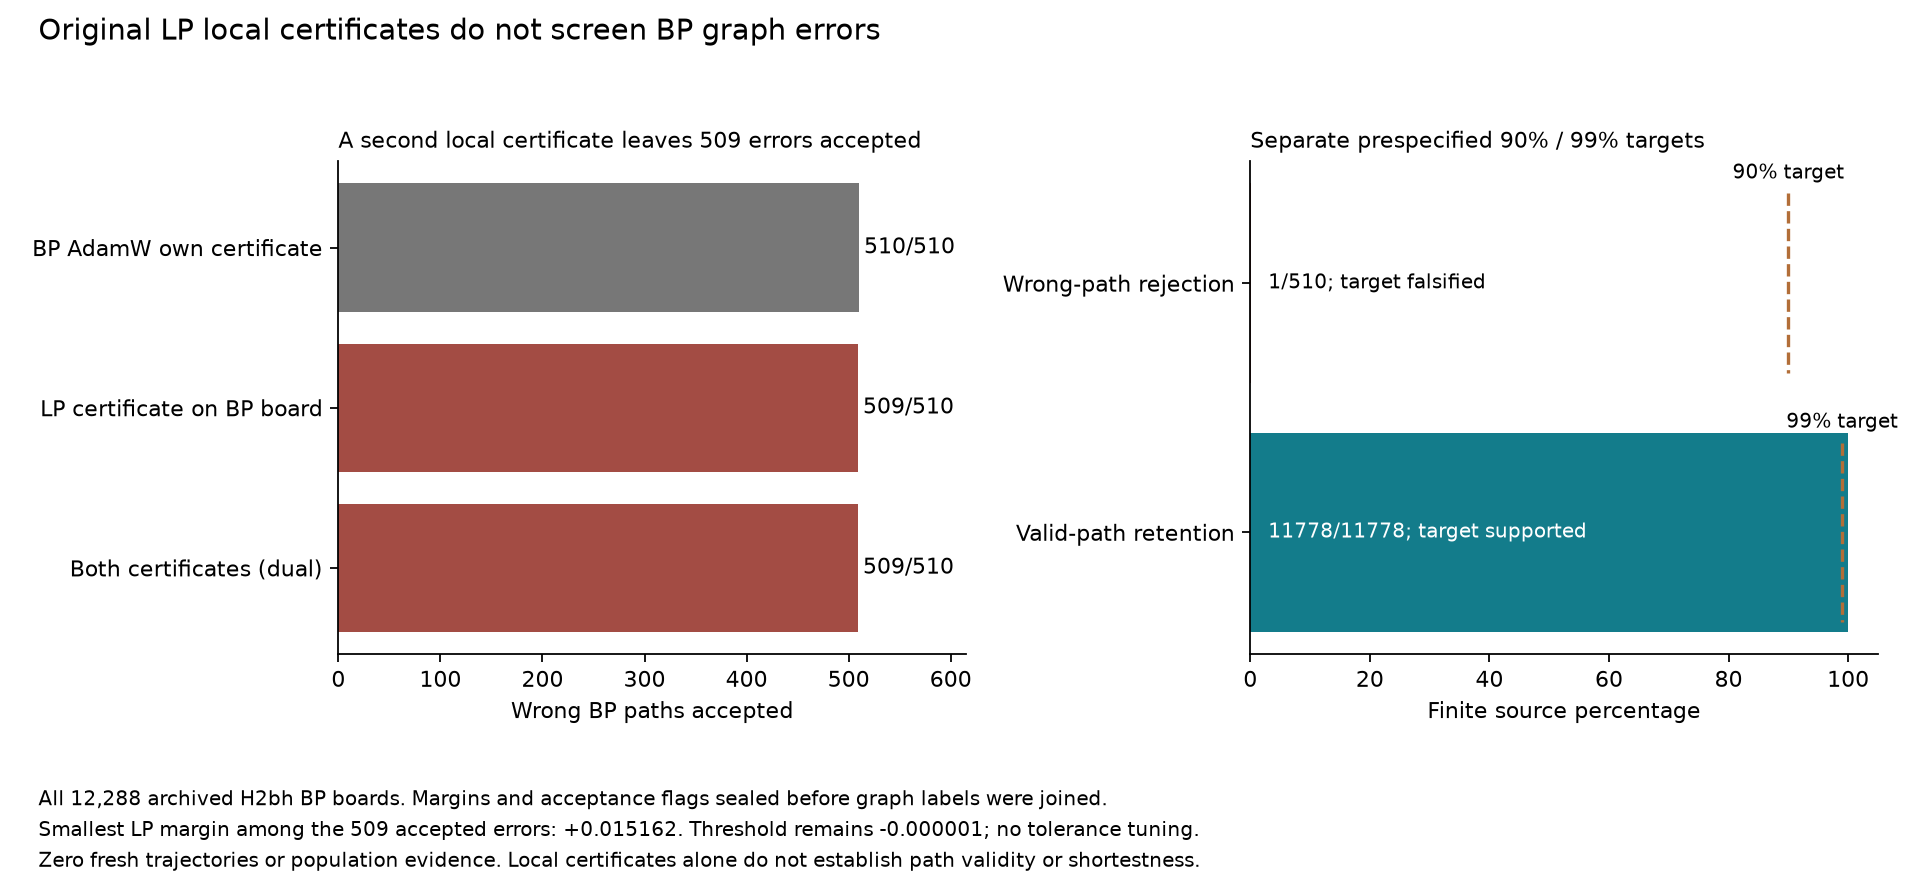 Original LP local certificates do not screen BP graph errors
A second local certificate leaves 509 errors accepted
BP AdamW own certificate
510/510
LP certificate on BP board
509/510
Both certificates (dual)
509/510
0 100 200 300 400 500 600
Wrong BP paths accepted
Separate prespecified 90% / 99% targets
90% target
Wrong-path rejection
1/510; target falsified
99% target
Valid-path retention
11778/11778; target supported
0 20 40 60 80 100
Finite source percentage
All 12,288 archived H2bh BP boards. Margins and acceptance flags sealed before graph labels were joined.
Smallest LP margin among the 509 accepted errors: +0.015162. Threshold remains -0.000001; no tolerance tuning.
Zero fresh trajectories or population evidence. Local certificates alone do not establish path validity or shortestness.